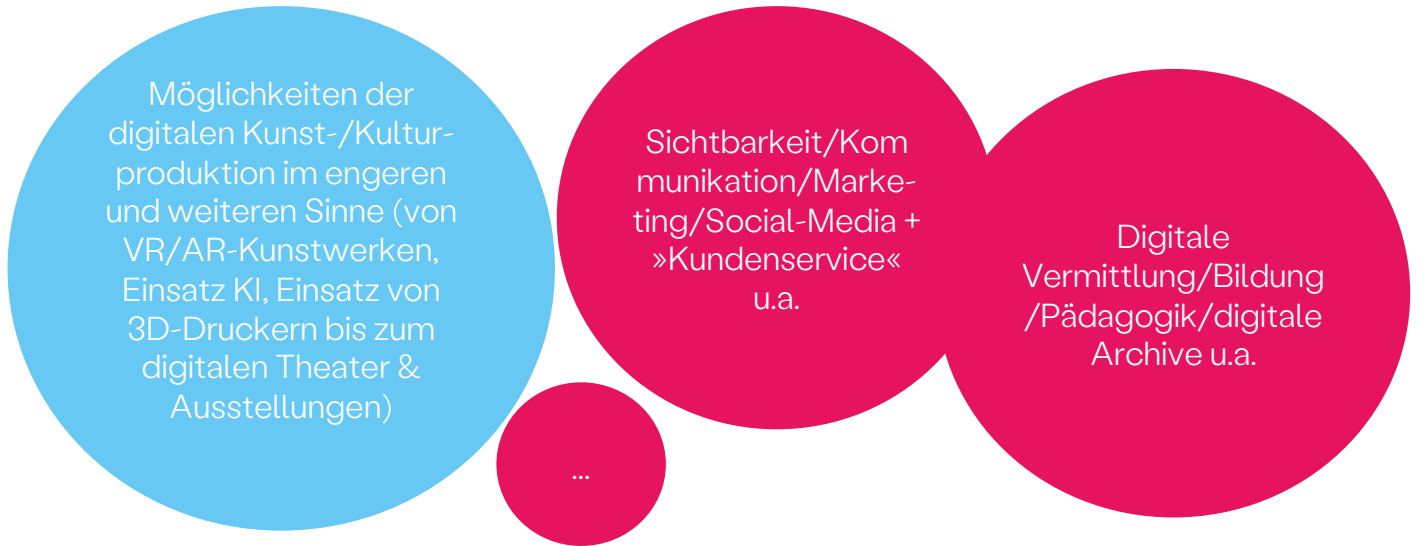 Möglichkeiten der
digitalen Kunst-/Kultur-
produktion im engeren
und weiteren Sinne (von
VR/AR-Kunstwerken,
Einsatz KI, Einsatz von
3D-Druckern bis zum
digitalen Theater &
Ausstellungen)
Sichtbarkeit/Kom
munikation/Marke-
ting/Social-Media +
»Kundenservice«
u.a.
Digitale
Vermittlung/Bildung
/Pädagogik/digitale
Archive u.a.
...